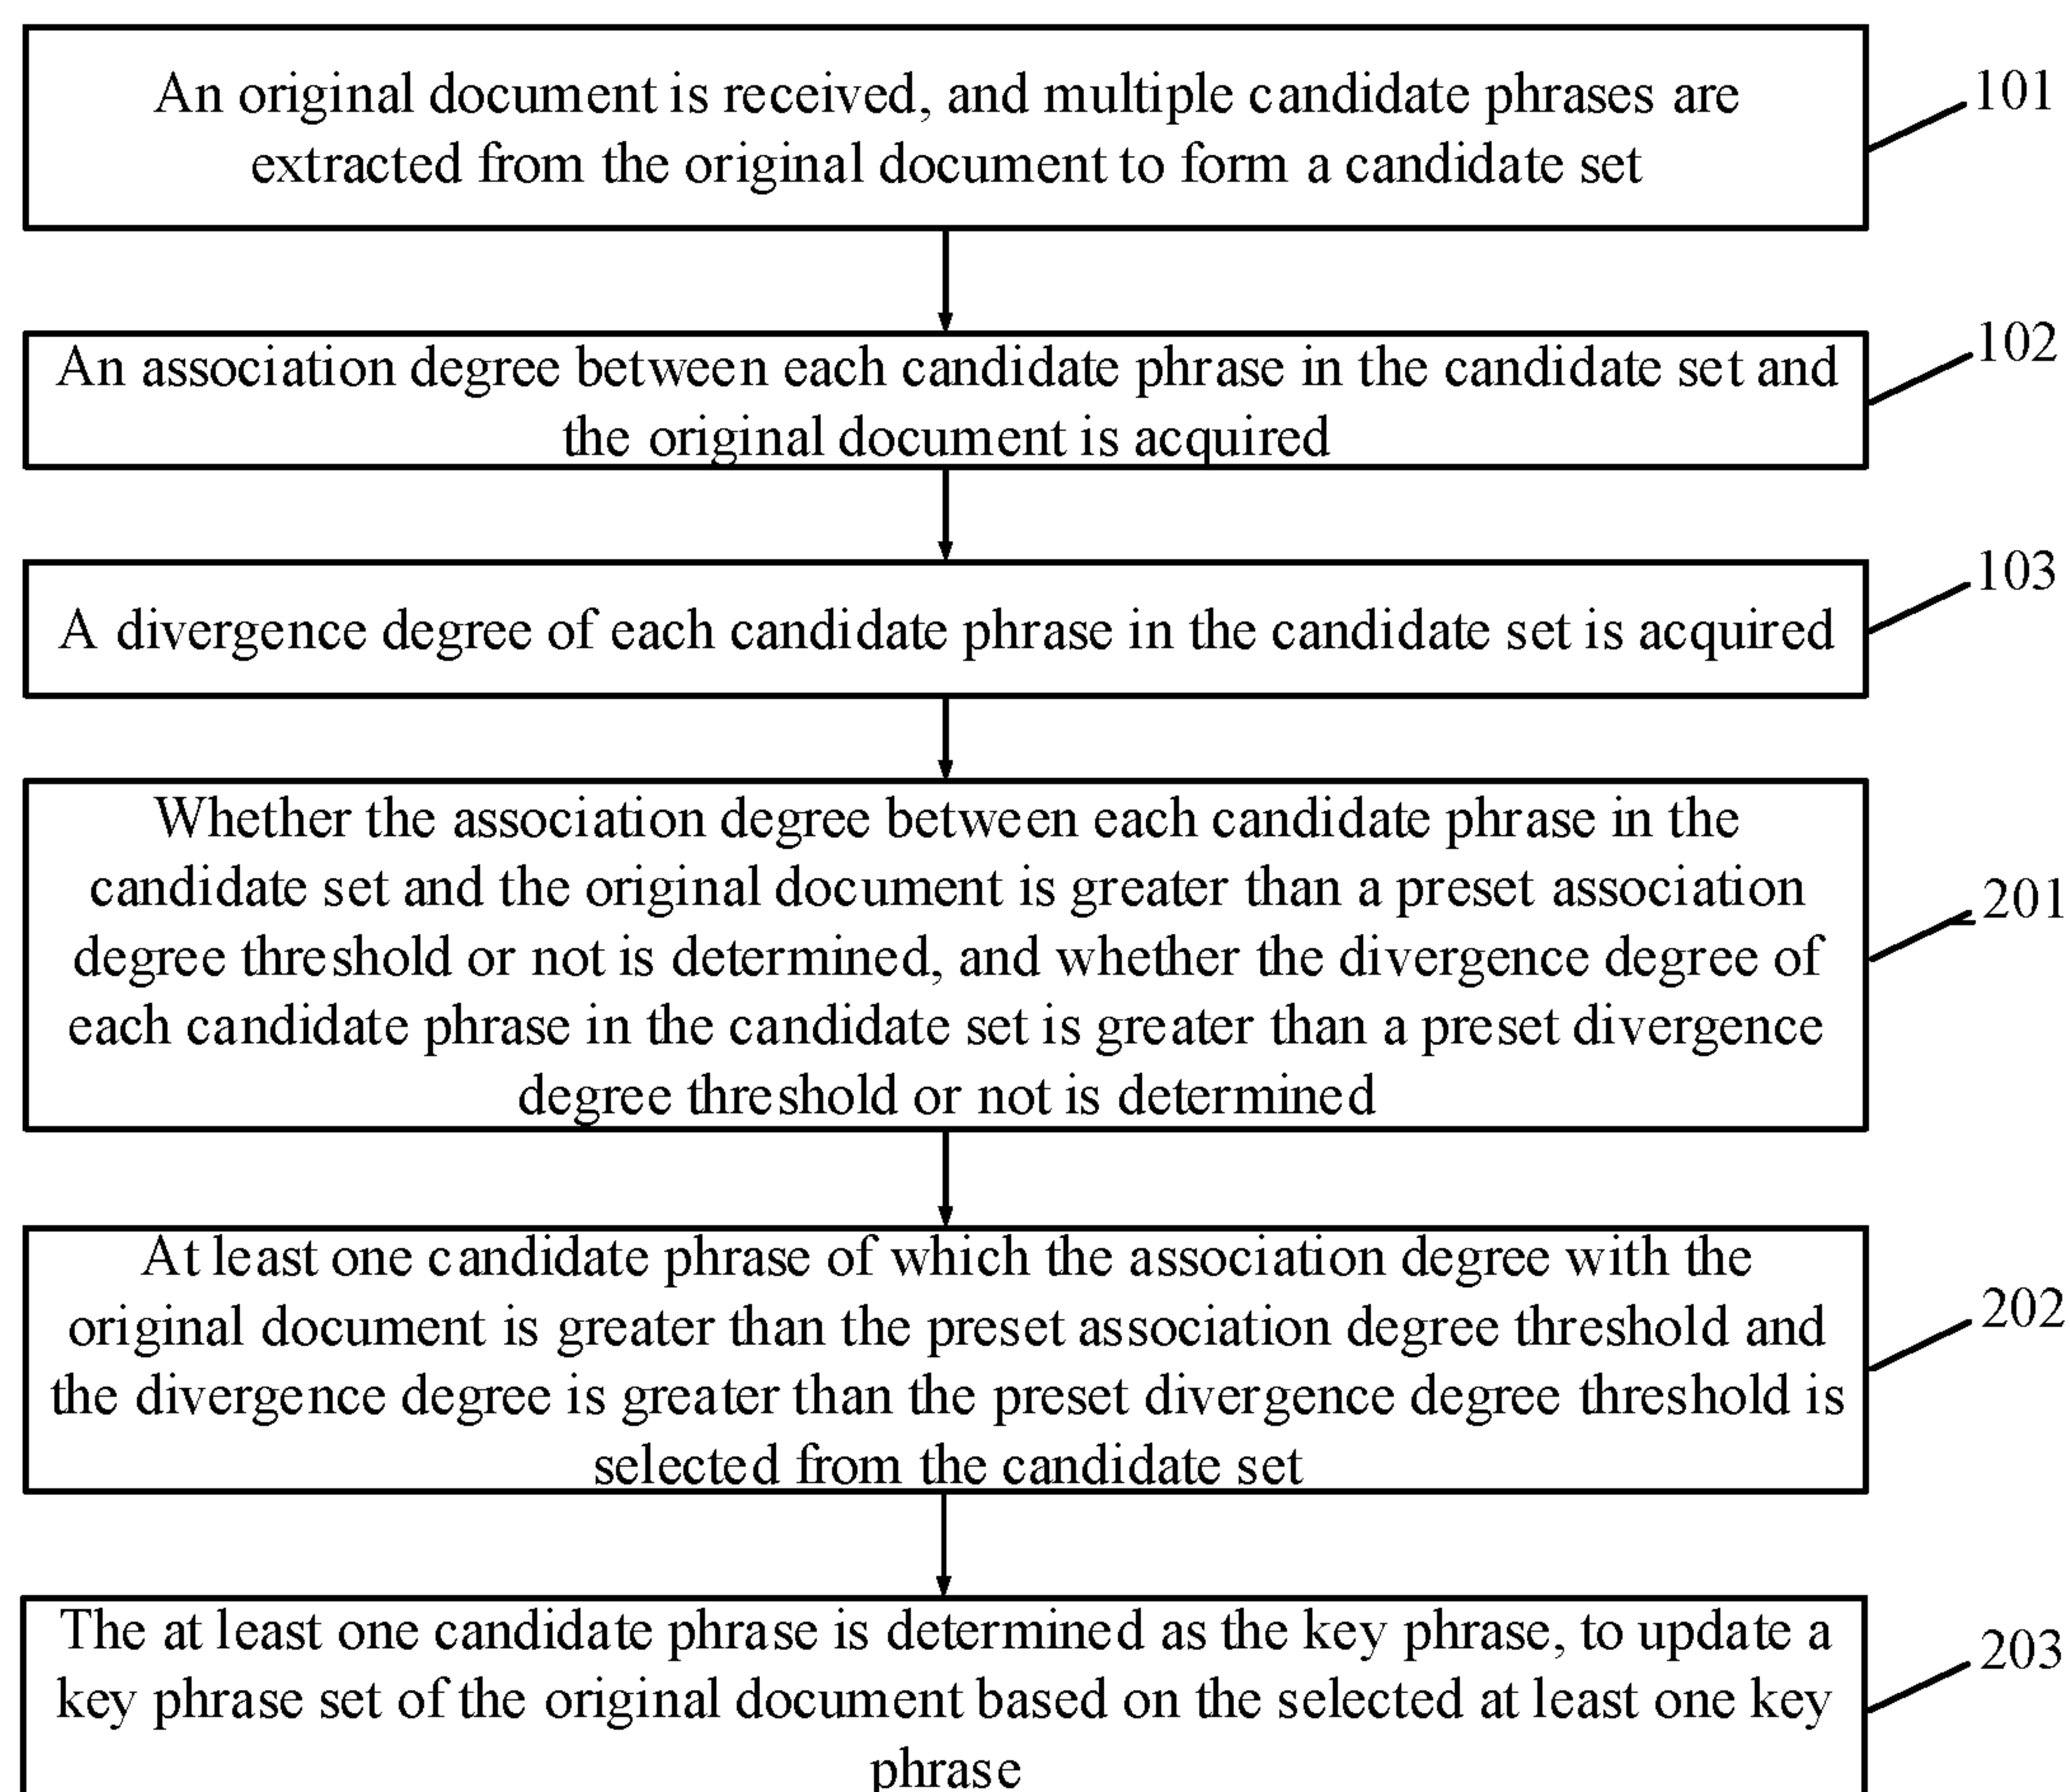 An original document is received, and multiple candidate phrases are
extracted from the original document to form a candidate set
101
An association degree between each candidate phrase in the candidate set and
the original document is acquired
102
A divergence degree of each candidate phrase in the candidate set is acquired
103
Whether the association degree between each candidate phrase in the
candidate set and the original document is greater than a preset association
degree threshold or not is determined, and whether the divergence degree of
each candidate phrase in the candidate set is greater than a preset divergence
degree threshold or not is determined
201
At least one candidate phrase of which the association degree with the
original document is greater than the preset association degree threshold and
the divergence degree is greater than the preset divergence degree threshold is
selected from the candidate set
202
The at least one candidate phrase is determined as the key phrase, to update a
key phrase set of the original document based on the selected at least one key
phrase
203